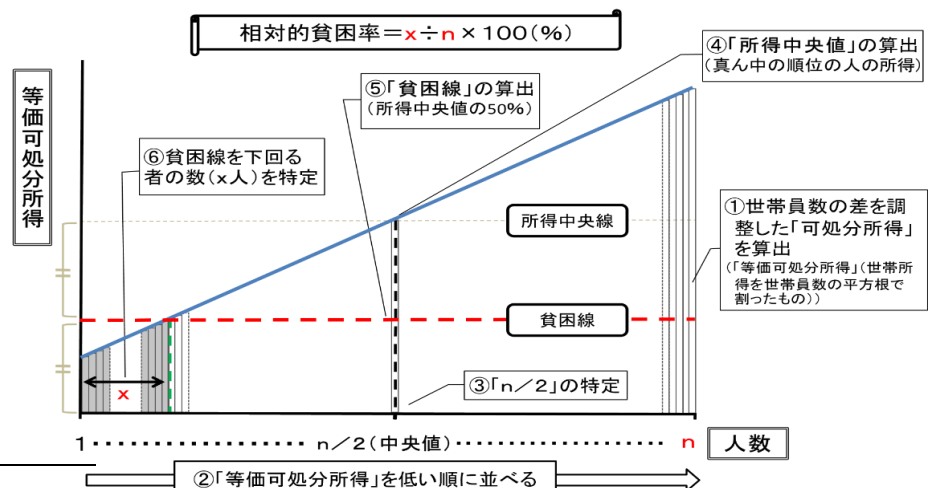 相対的貧困率＝x÷n×100(%)
等価可処分所得
④「所得中央値」の算出
(真ん中の順位の人の所得)
⑤「貧困線」の算出
(所得中央値の50%)
⑥貧困線を下回る
者の数(x人)を特定
所得中央線
①世帯員数の差を調
整した「可処分所得」
を算出
(「等価可処分所得」(世帯所
得を世帯員数の平方根で
割ったもの))
貧困線
x
③「n／2」の特定
1 n／2(中央値) n
人数
②「等価可処分所得」を低い順に並べる